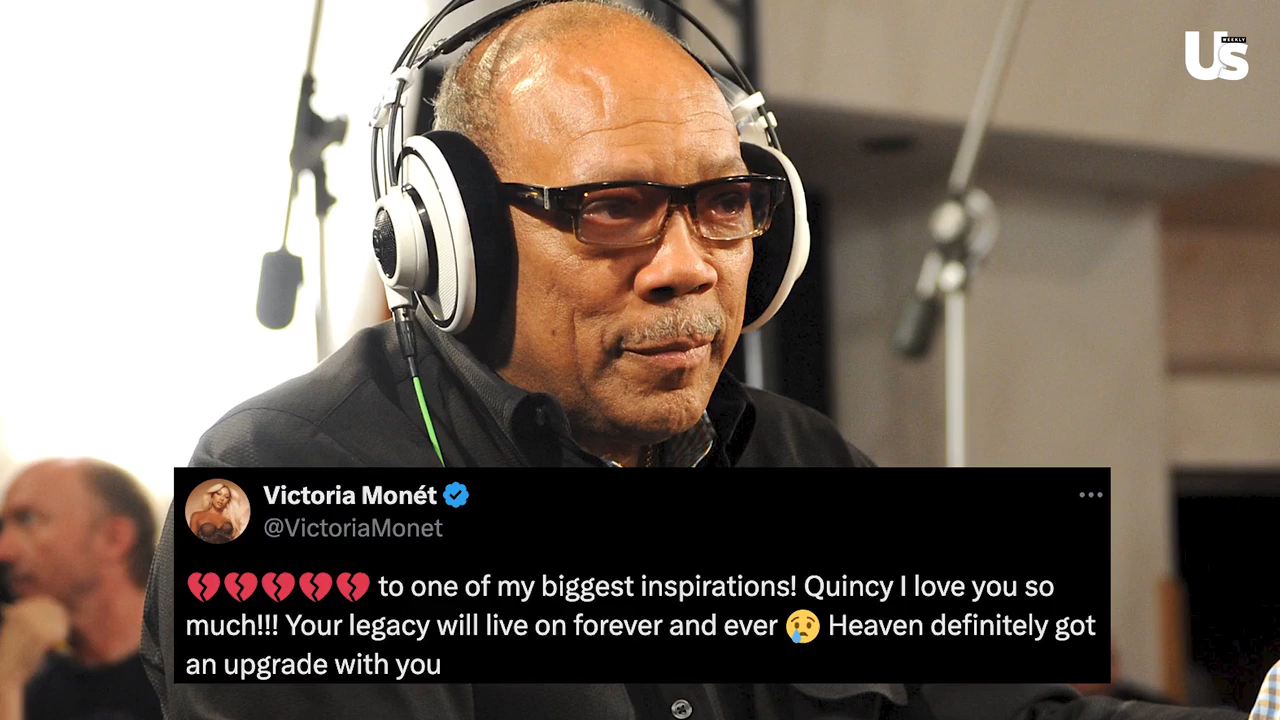 Us
WEEKLY
Victoria Monét
@VictoriaMonet
💔💔💔💔💔 to one of my biggest inspirations! Quincy I love you so
much!!! Your legacy will live on forever and ever 😢 Heaven definitely got
an upgrade with you